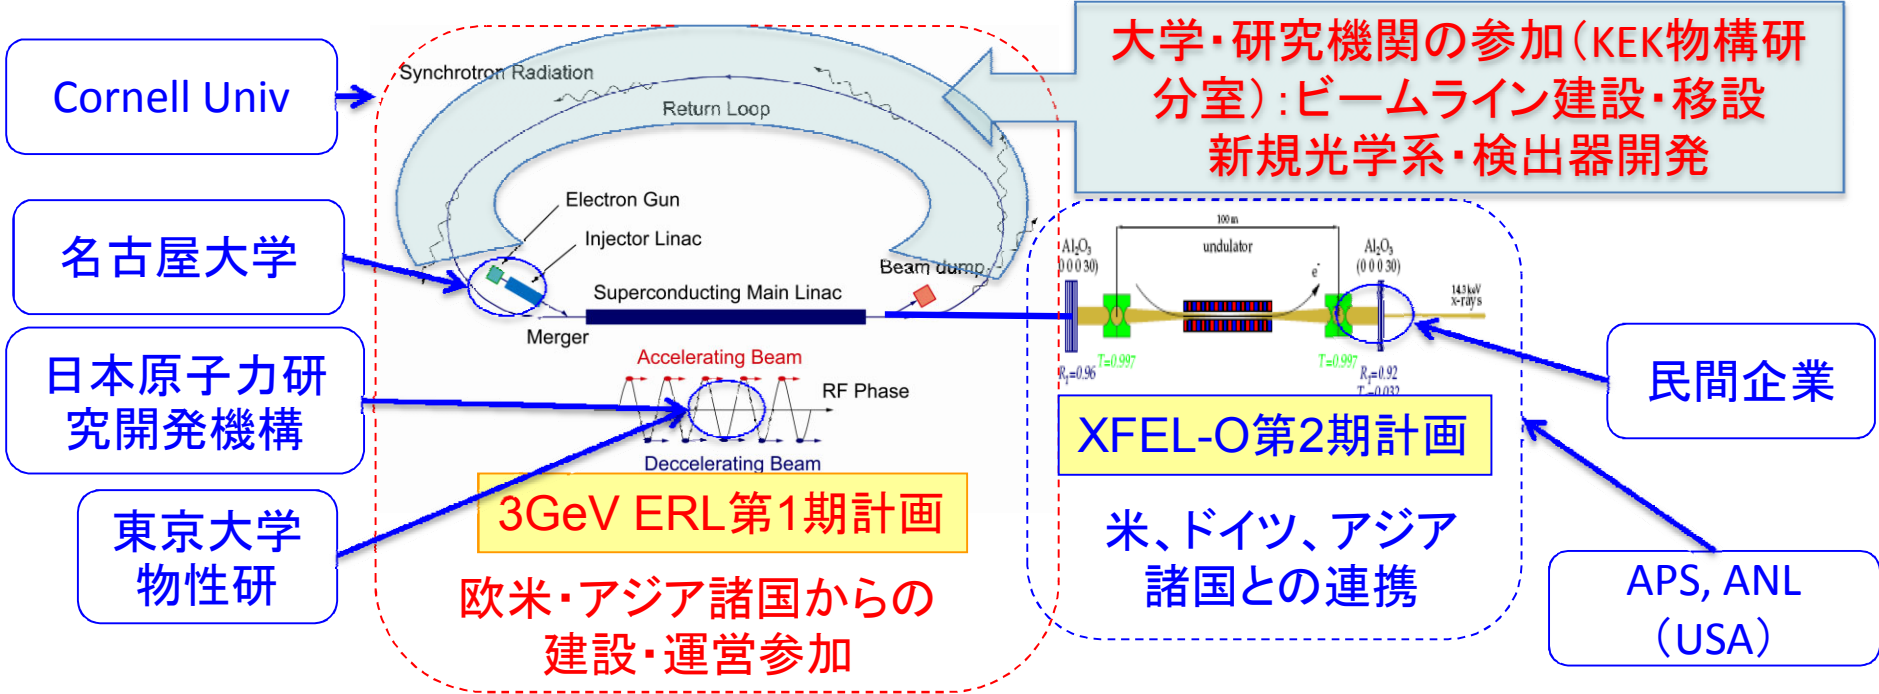 Cornell Univ
名古屋大学
日本原子力研
究開発機構
東京大学
物性研
Synchrotron Radiation
Return Loop
Electron Gun
Injector Linac
Beam dump
Superconducting Main Linac
Merger
Accelerating Beam
RF Phase
Deccelerating Beam
3GeV ERL第1期計画
欧米・アジア諸国からの
建設・運営参加
大学・研究機関の参加(KEK物構研
分室):ビームライン建設・移設
新規光学系・検出器開発
100 m
undulator
Al₂O₃
(0 0 0 30)
Al₂O₃
(0 0 0 30)
e⁻
14.3 keV
x-rays
T=0.997
T=0.997
R₁=0.96
R₁=0.92
T=0.032
XFEL-O第2期計画
米、ドイツ、アジア
諸国との連携
民間企業
APS, ANL
(USA)